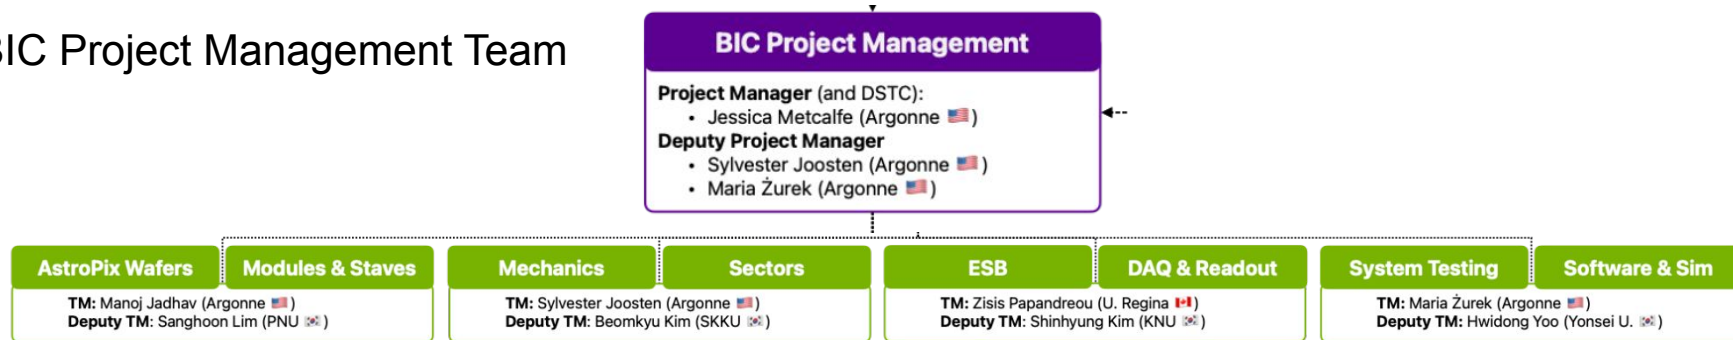 BIC Project Management Team
BIC Project Management
Project Manager (and DSTC):
• Jessica Metcalfe (Argonne 🇺🇸)
Deputy Project Manager
• Sylvester Joosten (Argonne 🇺🇸)
• Maria Żurek (Argonne 🇺🇸)
AstroPix Wafers
Modules & Staves
TM: Manoj Jadhav (Argonne 🇺🇸)
Deputy TM: Sanghoon Lim (PNU 🇰🇷)
Mechanics
Sectors
TM: Sylvester Joosten (Argonne 🇺🇸)
Deputy TM: Beomkyu Kim (SKKU 🇰🇷)
ESB
DAQ & Readout
TM: Zisis Papandreou (U. Regina 🇨🇦)
Deputy TM: Shinhyung Kim (KNU 🇰🇷)
System Testing
Software & Sim
TM: Maria Żurek (Argonne 🇺🇸)
Deputy TM: Hwidong Yoo (Yonsei U. 🇰🇷)